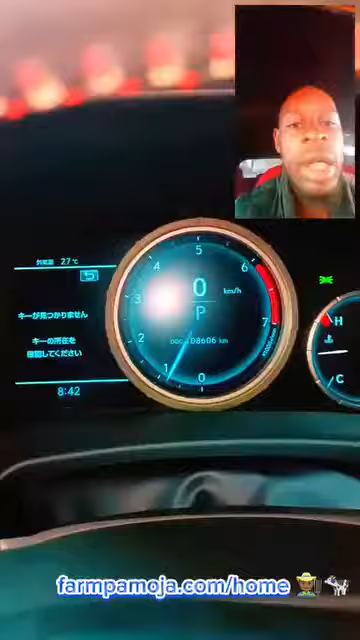 外気温 27℃
キーが見つかりません
キーの所在を
確認してください
8:42
0
km/h
P
ODO 108606 km
0
1
2
3
4
5
6
7
x1000r/min
H
C
farmpamoja.com/home